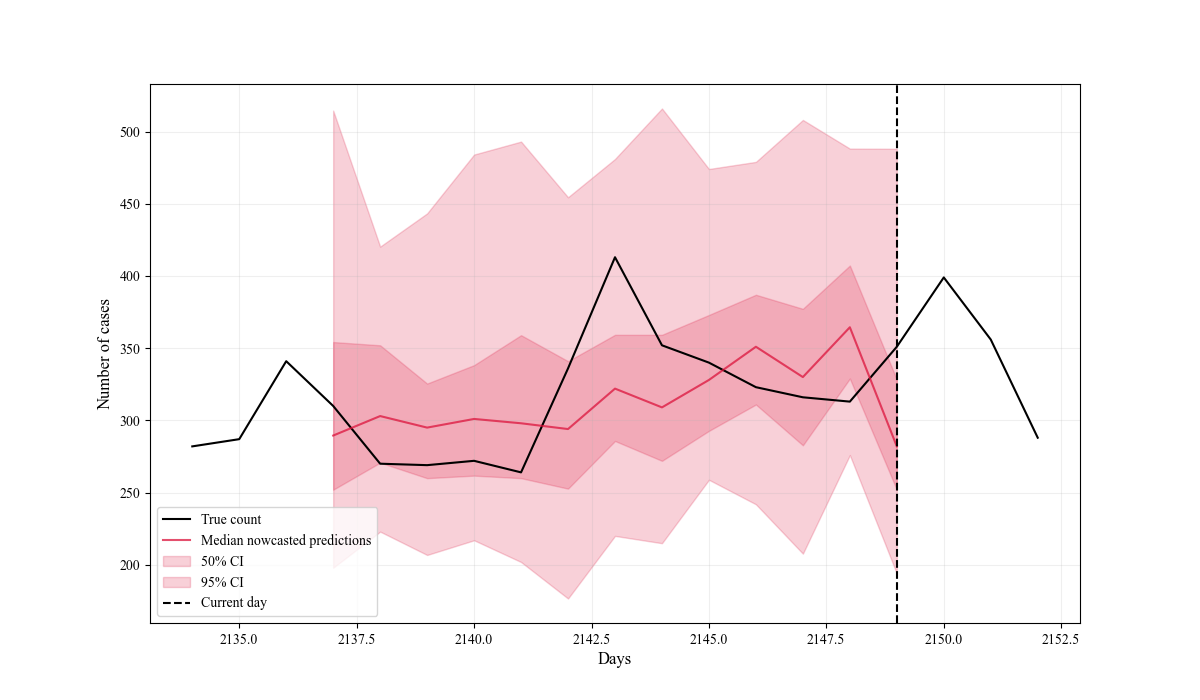 500
450
400
350
300
250
200
Number of cases
True count
Median nowcasted predictions
50% CI
95% CI
Current day
2135.0 2137.5 2140.0 2142.5 2145.0 2147.5 2150.0 2152.5
Days